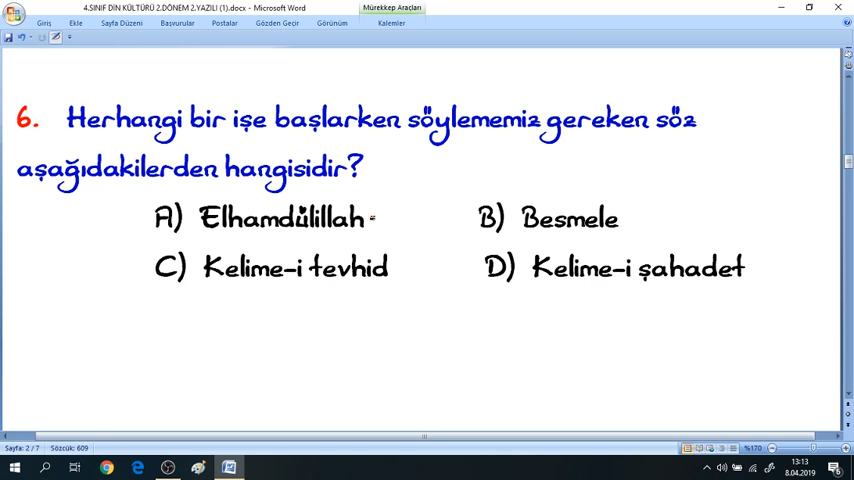 4.SINIF DİN KÜLTÜRÜ 2.DÖNEM 2.YAZILI (1).docx - Microsoft Word
Mürekkep Araçları
Giriş Ekle Sayfa Düzeni Başvurular Postalar Gözden Geçir Görünüm Kalemler
6. Herhangi bir işe başlarken söylememiz gereken söz
aşağıdakilerden hangisidir?
A) Elhamdülillah B) Besmele
C) Kelime-i tevhid D) Kelime-i şahadet
Sayfa: 2 / 7 Sözcük: 609 %170
13:13
8.04.2019